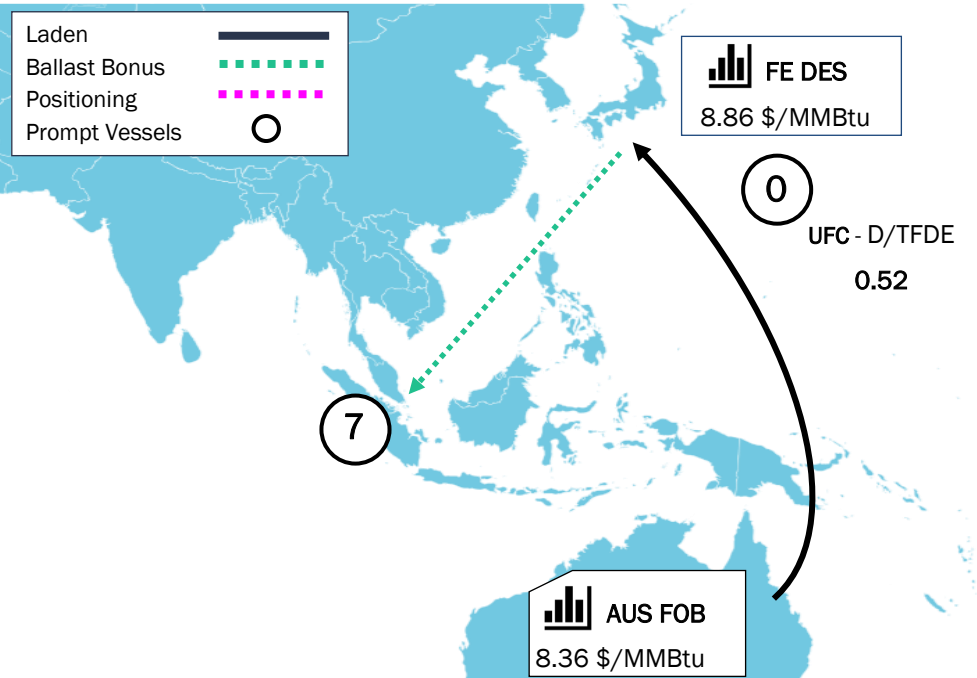 Laden
Ballast Bonus
Positioning
Prompt Vessels
FE DES
8.86 $/MMBtu
0
UFC - D/TFDE
0.52
7
AUS FOB
8.36 $/MMBtu